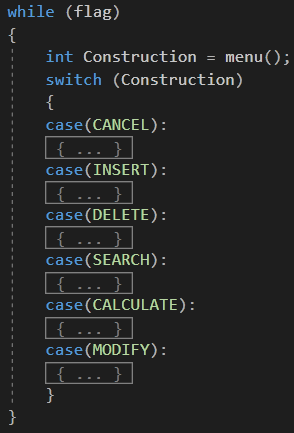 while (flag)
{
int Construction = menu();
switch (Construction)
{
case(CANCEL):
{ ... }
case(INSERT):
{ ... }
case(DELETE):
{ ... }
case(SEARCH):
{ ... }
case(CALCULATE):
{ ... }
case(MODIFY):
{ ... }
}
}